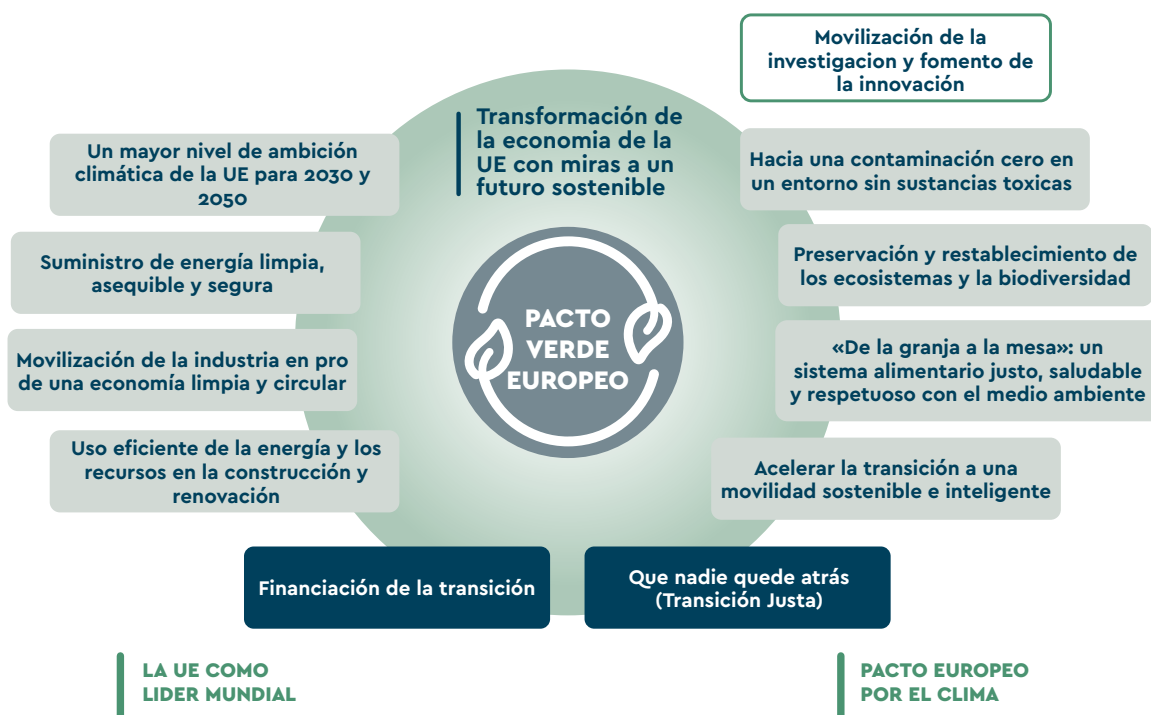 Movilización de la
investigacion y fomento de
la innovación
Transformación de
la economia de la
UE con miras a un
futuro sostenible
Un mayor nivel de ambición
climática de la UE para 2030 y
2050
Hacia una contaminación cero en
un entorno sin sustancias toxicas
Suministro de energía limpia,
asequible y segura
Preservación y restablecimiento de
los ecosistemas y la biodiversidad
PACTO
VERDE
EUROPEO
Movilización de la industria en pro
de una economía limpia y circular
«De la granja a la mesa»: un
sistema alimentario justo, saludable
y respetuoso con el medio ambiente
Uso eficiente de la energía y los
recursos en la construcción y
renovación
Acelerar la transición a una
movilidad sostenible e inteligente
Financiación de la transición
Que nadie quede atrás
(Transición Justa)
LA UE COMO
LIDER MUNDIAL
PACTO EUROPEO
POR EL CLIMA